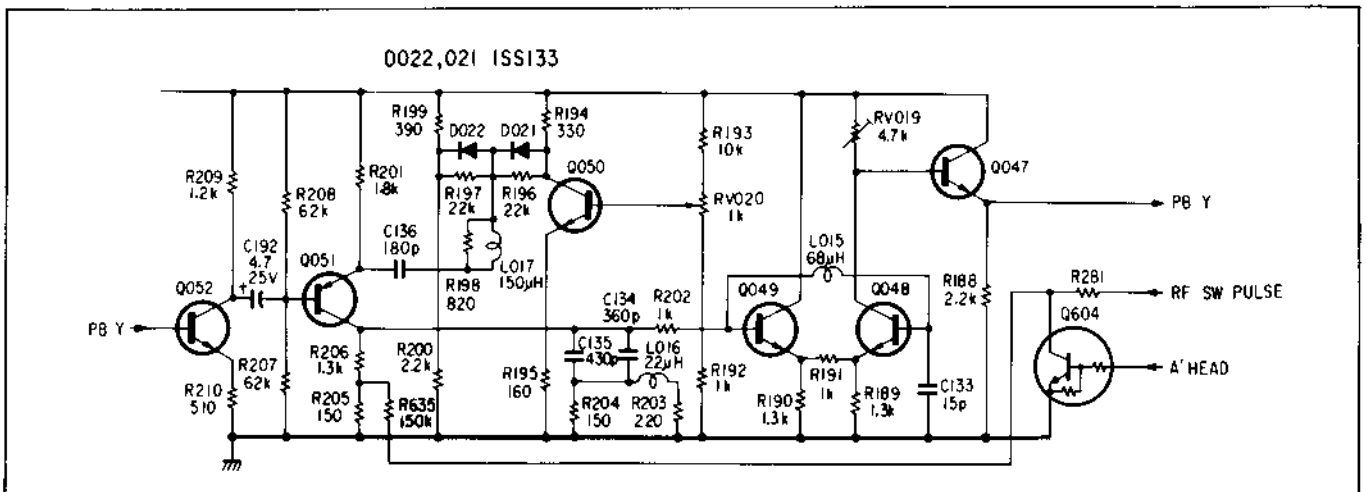 D022,021 1SS133
R199
390
D022
D021
R194
330
R193
10k
RV019
4.7k
Q050
Q047
R209
1.2k
R208
62k
R201
1.8k
R197
22k
R196
22k
RV020
1k
PB Y
C192
4.7
25V
Q051
C136
180p
L017
150μH
L015
68μH
R188
2.2k
R281
RF SW PULSE
Q052
R198
820
C134
360p
R202
1k
Q049
Q048
Q604
PB Y
R206
1.3k
C135
430p
L016
22μH
R191
1k
A' HEAD
R207
62k
R200
2.2k
R195
160
R192
1k
R210
510
R205
150
R635
150k
R204
150
R203
220
R190
1.3k
R189
1.3k
C133
15p